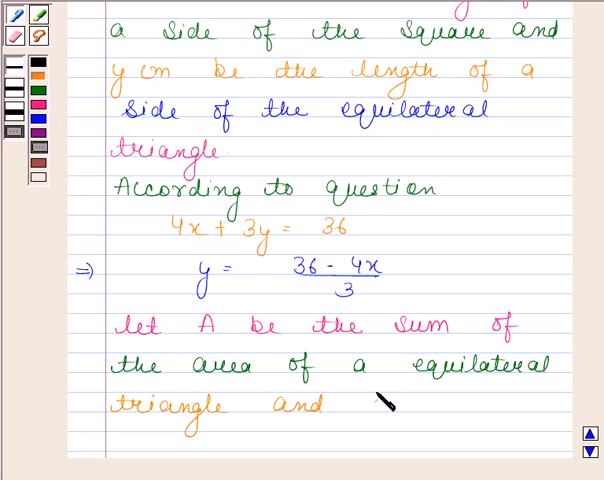 a side of the square and
y cm be the length of a
side of the equilateral
triangle.
According to question
4x + 3y = 36
⇒ y = (36 - 4x)/3
let A be the sum of
the area of a equilateral
triangle and